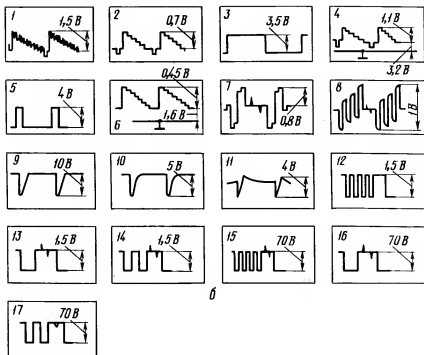 1 1,5 В
2 0,7 В
3 3,5 В
4 1,1 В
3,2 В
5 4 В
6 0,45 В
1,6 В
7 0,8 В
8 1 В
9 10 В
10 5 В
11 4 В
12 1,5 В
13 1,5 В
14 1,5 В
15 70 В
16 70 В
б
17 70 В